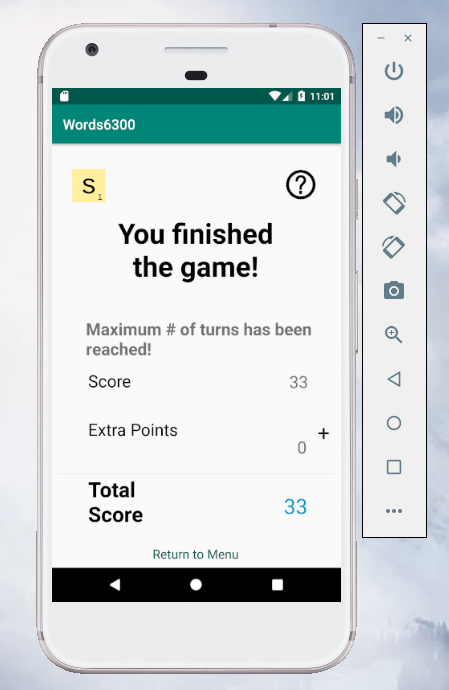 11:01
Words6300
S
1
You finished
the game!
Maximum # of turns has been
reached!
Score 33
Extra Points +
0
Total
Score 33
Return to Menu